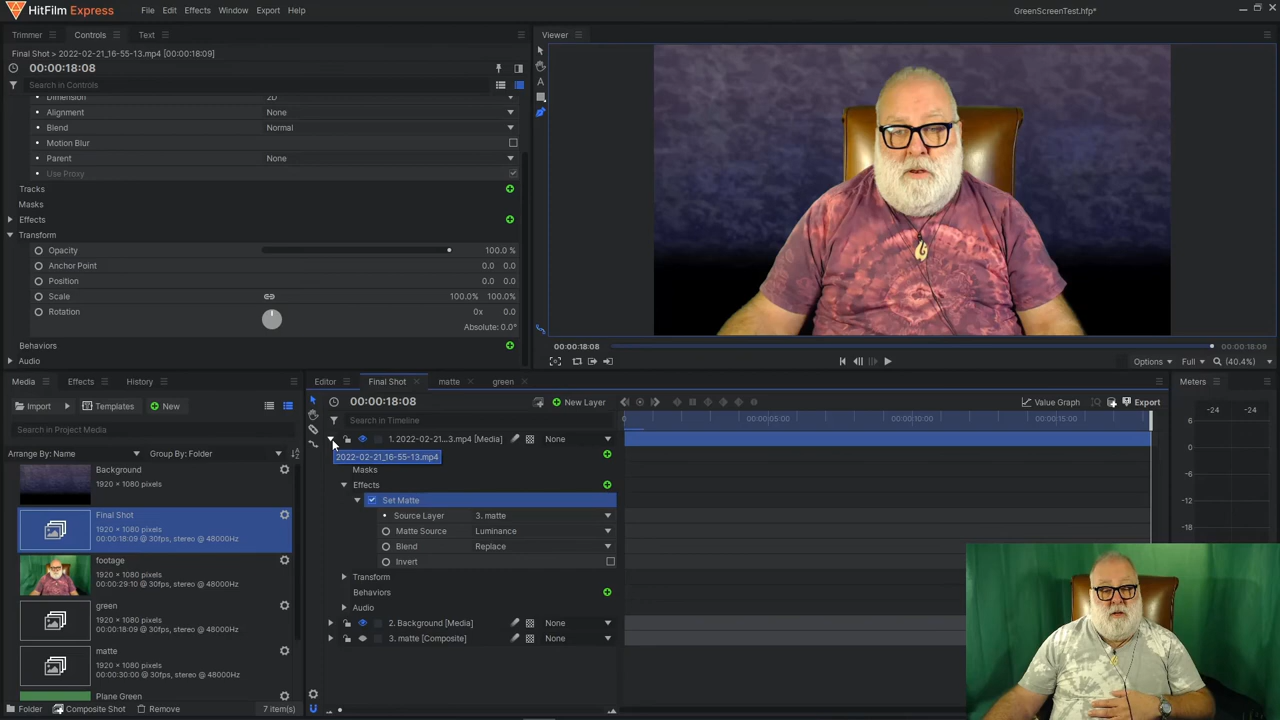 HitFilm Express
File Edit Effects Window Export Help
GreenScreenTest.hfp*
Trimmer Controls Text
Final Shot > 2022-02-21_16-55-13.mp4 [00:00:18:09]
00:00:18:08
Search in Controls
Dimension 2D
Alignment None
Blend Normal
Motion Blur
Parent None
Use Proxy
Tracks
Masks
Effects
Transform
Opacity 100.0 %
Anchor Point 0.0 0.0
Position 0.0 0.0
Scale 100.0% 100.0%
Rotation 0x 0.0
Absolute: 0.0°
Behaviors
Audio
Viewer
00:00:18:08 00:00:18:09
Options Full (40.4%)
Media Effects History
Import Templates New
Search in Project Media
Arrange By: Folder Group By: Folder
Background
1920 × 1080 pixels
Final Shot
1920 × 1080 pixels
00:00:18:09 @ 30fps, stereo @ 48000Hz
footage
1920 × 1080 pixels
00:00:29:10 @ 30fps, stereo @ 48000Hz
green
1920 × 1080 pixels
00:00:18:09 @ 30fps, stereo @ 48000Hz
matte
1920 × 1080 pixels
00:00:30:00 @ 30fps, stereo @ 48000Hz
Plane Green
Folder Composite Shot Remove 7 item(s)
Editor Final Shot matte green
00:00:18:08
New Layer Value Graph Export
Search in Timeline
00:00:05:00 00:00:10:00 00:00:15:00
1. 2022-02-21...3.mp4 [Media] None
2022-02-21_16-55-13.mp4
Masks
Effects
Set Matte
Source Layer 3. matte
Matte Source Luminance
Blend Replace
Invert
Transform
Behaviors
Audio
2. Background [Media] None
3. matte [Composite] None
Meters
-24 -24
-6
-12
-18